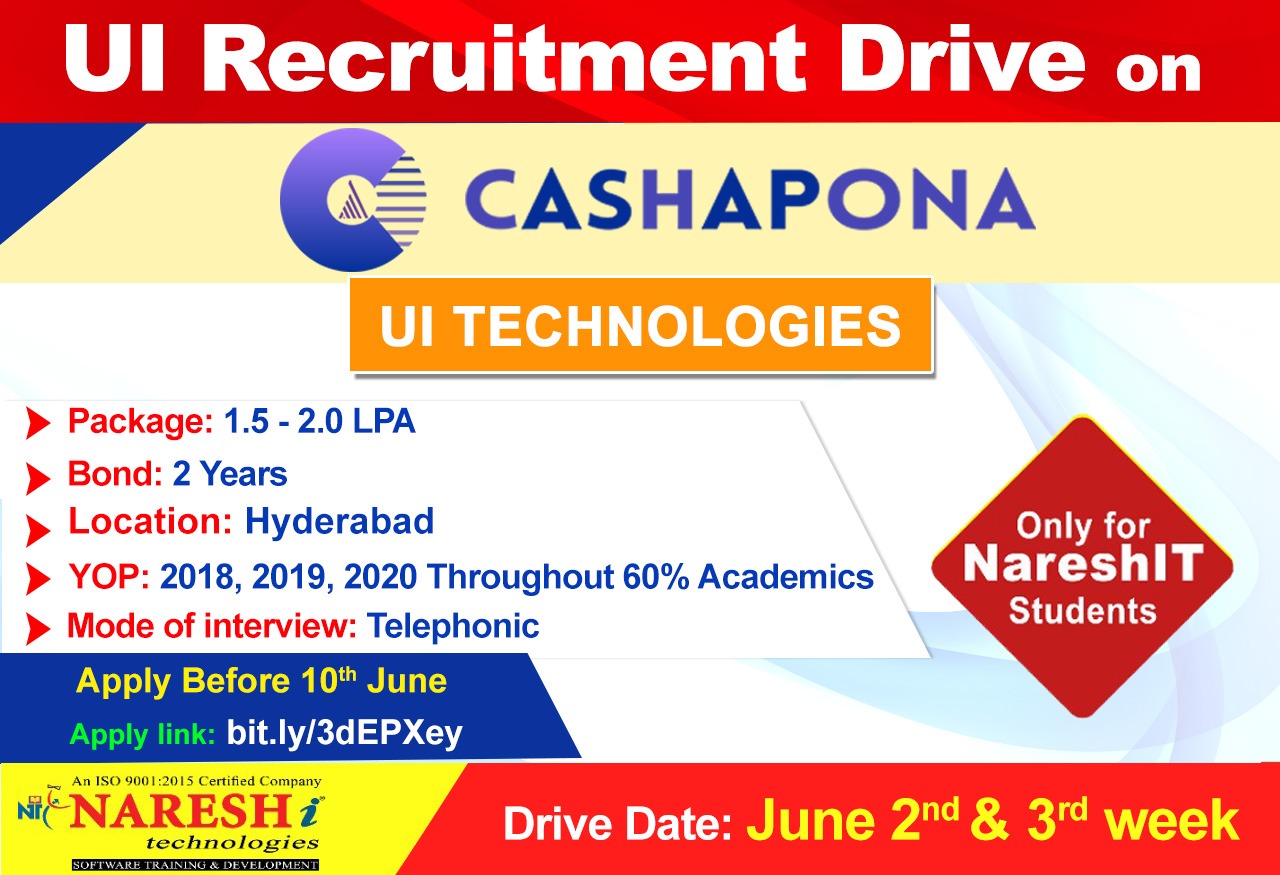 UI Recruitment Drive on
CASHAPONA
UI TECHNOLOGIES
Package: 1.5 - 2.0 LPA
Bond: 2 Years
Location: Hyderabad
YOP: 2018, 2019, 2020 Throughout 60% Academics
Mode of interview: Telephonic
Only for
NareshIT
Students
Apply Before 10th June
Apply link: bit.ly/3dEPXey
An ISO 9001:2015 Certified Company
NARESH i ®
technologies
SOFTWARE TRAINING & DEVELOPMENT
Drive Date: June 2nd & 3rd week